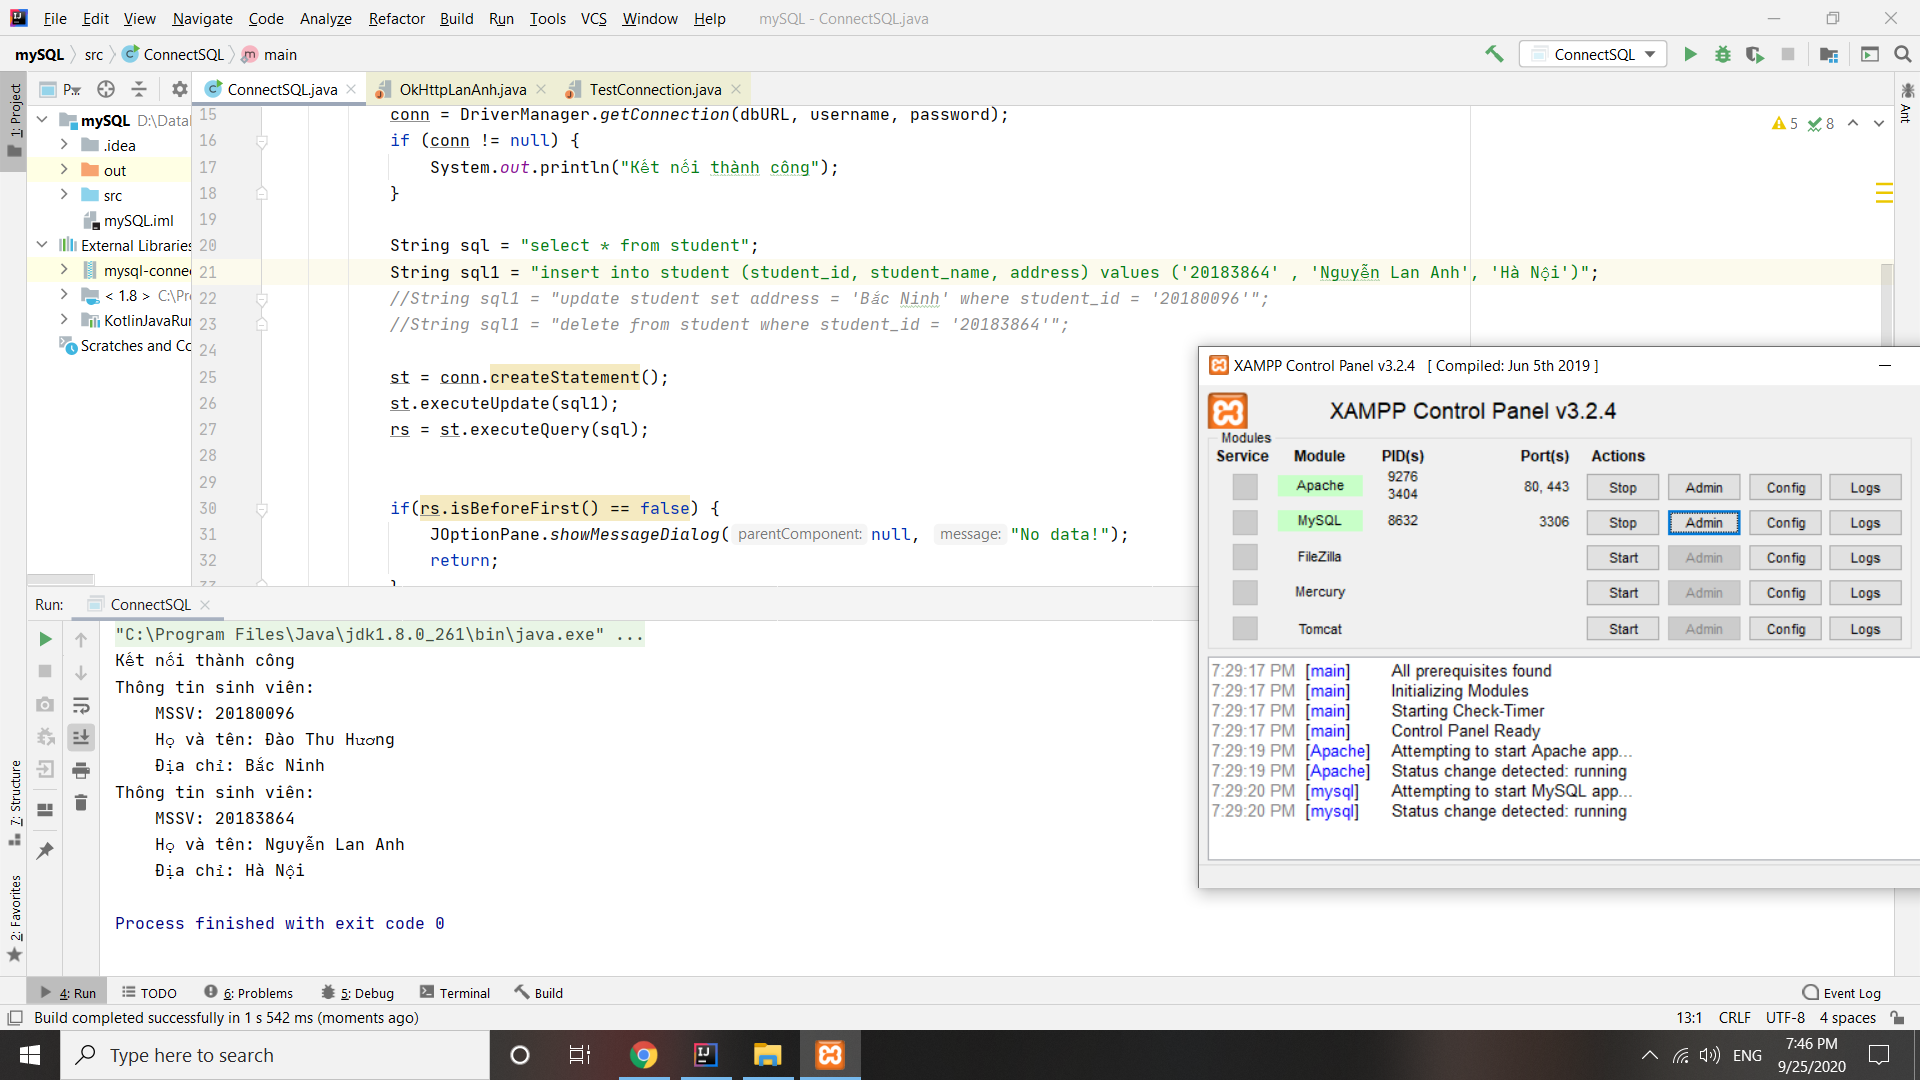 File Edit View Navigate Code Analyze Refactor Build Run Tools VCS Window Help mySQL - ConnectSQL.java
mySQL src ConnectSQL main ConnectSQL
P... ConnectSQL.java OkHttpLanAnh.java TestConnection.java
1: Project
Ant
mySQL D:\Datal
.idea
out
src
mySQL.iml
External Libraries
mysql-conne
< 1.8 > C:\Pr
KotlinJavaRu
Scratches and Co
5 8
15 conn = DriverManager.getConnection(dbURL, username, password);
16 if (conn != null) {
17 System.out.println("Kết nối thành công");
18 }
19
20 String sql = "select * from student";
21 String sql1 = "insert into student (student_id, student_name, address) values ('20183864' , 'Nguyễn Lan Anh', 'Hà Nội')";
22 //String sql1 = "update student set address = 'Bắc Ninh' where student_id = '20180096'";
23 //String sql1 = "delete from student where student_id = '20183864'";
24
25 st = conn.createStatement();
26 st.executeUpdate(sql1);
27 rs = st.executeQuery(sql);
28
29
30 if(rs.isBeforeFirst() == false) {
31 JOptionPane.showMessageDialog( parentComponent: null, message: "No data!");
32 return;
33 }
Run: ConnectSQL
"C:\Program Files\Java\jdk1.8.0_261\bin\java.exe" ...
Kết nối thành công
Thông tin sinh viên:
MSSV: 20180096
Họ và tên: Đào Thu Hương
Địa chỉ: Bắc Ninh
Thông tin sinh viên:
MSSV: 20183864
Họ và tên: Nguyễn Lan Anh
Địa chỉ: Hà Nội
Process finished with exit code 0
7: Structure
2: Favorites
XAMPP Control Panel v3.2.4 [ Compiled: Jun 5th 2019 ]
XAMPP Control Panel v3.2.4
Modules
Service Module PID(s) Port(s) Actions
Apache 9276 3404 80, 443 Stop Admin Config Logs
MySQL 8632 3306 Stop Admin Config Logs
FileZilla Start Admin Config Logs
Mercury Start Admin Config Logs
Tomcat Start Admin Config Logs
7:29:17 PM [main] All prerequisites found
7:29:17 PM [main] Initializing Modules
7:29:17 PM [main] Starting Check-Timer
7:29:17 PM [main] Control Panel Ready
7:29:19 PM [Apache] Attempting to start Apache app...
7:29:19 PM [Apache] Status change detected: running
7:29:20 PM [mysql] Attempting to start MySQL app...
7:29:20 PM [mysql] Status change detected: running
4: Run TODO 6: Problems 5: Debug Terminal Build Event Log
Build completed successfully in 1 s 542 ms (moments ago) 13:1 CRLF UTF-8 4 spaces
Type here to search ENG 7:46 PM
9/25/2020